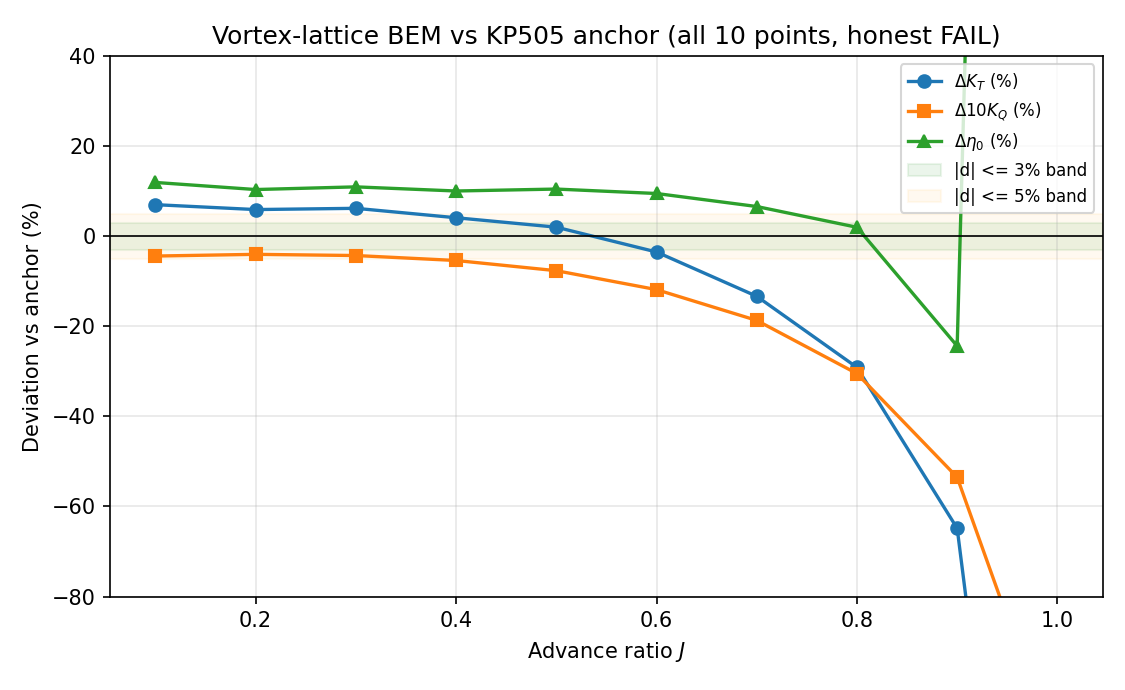 Vortex-lattice BEM vs KP505 anchor (all 10 points, honest FAIL)
40
20
0
−20
−40
−60
−80
Deviation vs anchor (%)
ΔK_T (%)
Δ10K_Q (%)
Δη₀ (%)
|d| <= 3% band
|d| <= 5% band
0.2
0.4
0.6
0.8
1.0
Advance ratio J